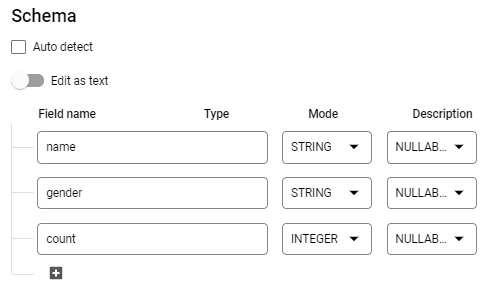 Schema
Auto detect
Edit as text
Field name Type Mode Description
name STRING NULLAB...
gender STRING NULLAB...
count INTEGER NULLAB...